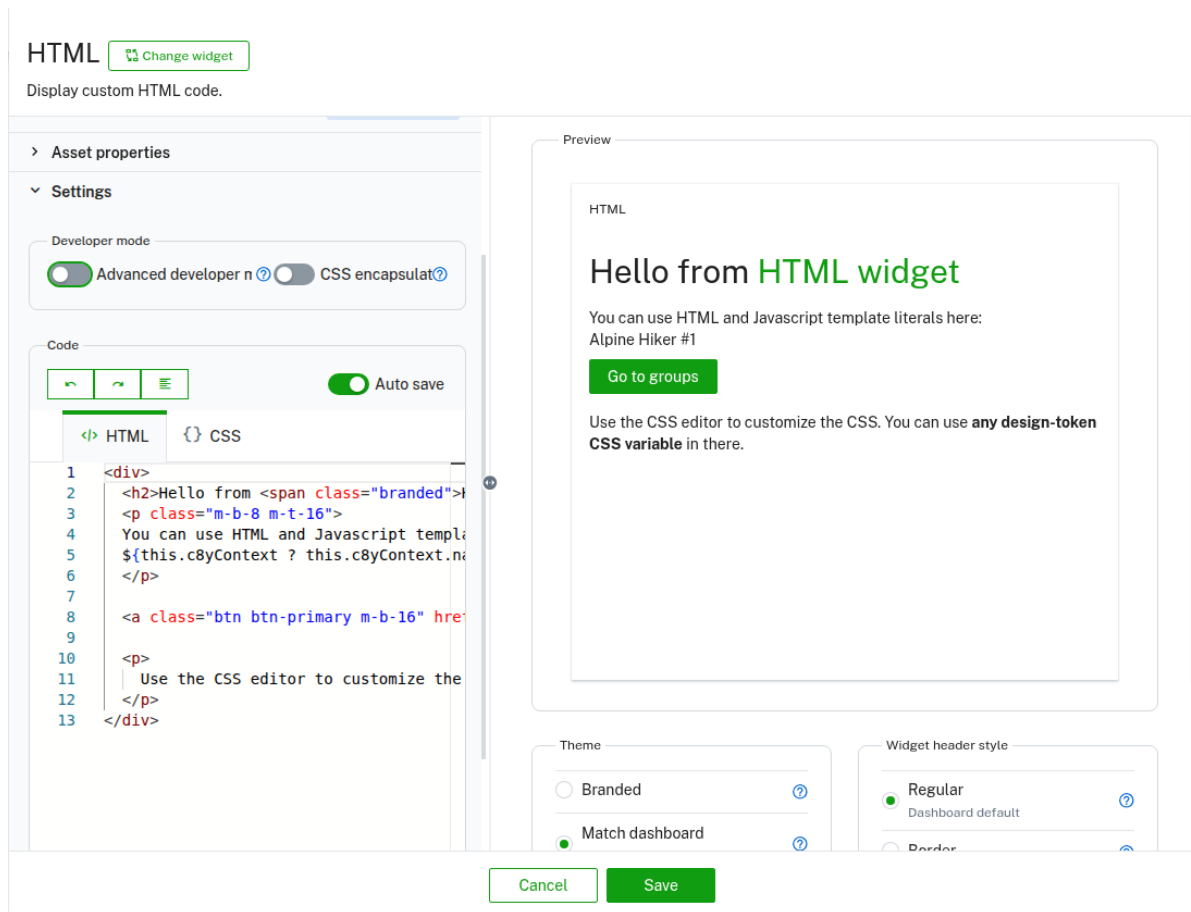 HTML
Change widget
Display custom HTML code.
Asset properties
Settings
Developer mode
Advanced developer
CSS encapsulat
Code
Auto save
HTML
CSS
1 <div>
2 <h2>Hello from <span class="branded">
3 <p class="m-b-8 m-t-16">
4 You can use HTML and Javascript templ
5 ${this.c8yContext ? this.c8yContext.na
6 </p>
7
8 <a class="btn btn-primary m-b-16" href
9
10 <p>
11 Use the CSS editor to customize the
12 </p>
13 </div>
Preview
HTML
Hello from HTML widget
You can use HTML and Javascript template literals here:
Alpine Hiker #1
Go to groups
Use the CSS editor to customize the CSS. You can use any design-token
CSS variable in there.
Theme
Branded
Match dashboard
Widget header style
Regular
Dashboard default
Border
Cancel
Save